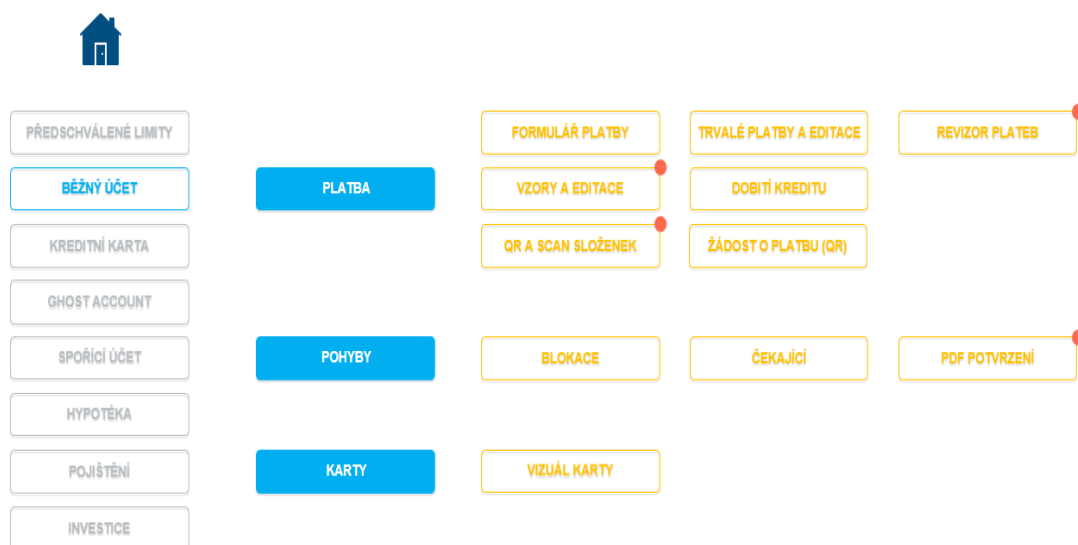 PŘEDSCHVÁLENÉ LIMITY
FORMULÁŘ PLATBY
TRVALÉ PLATBY A EDITACE
REVIZOR PLATEB
BĚŽNÝ ÚČET
PLATBA
VZORY A EDITACE
DOBITÍ KREDITU
KREDITNÍ KARTA
QR A SCAN SLOŽENEK
ŽÁDOST O PLATBU (QR)
GHOST ACCOUNT
SPOŘÍCÍ ÚČET
POHYBY
BLOKACE
ČEKAJÍCÍ
PDF POTVRZENÍ
HYPOTÉKA
POJIŠTĚNÍ
KARTY
VIZUÁL KARTY
INVESTICE